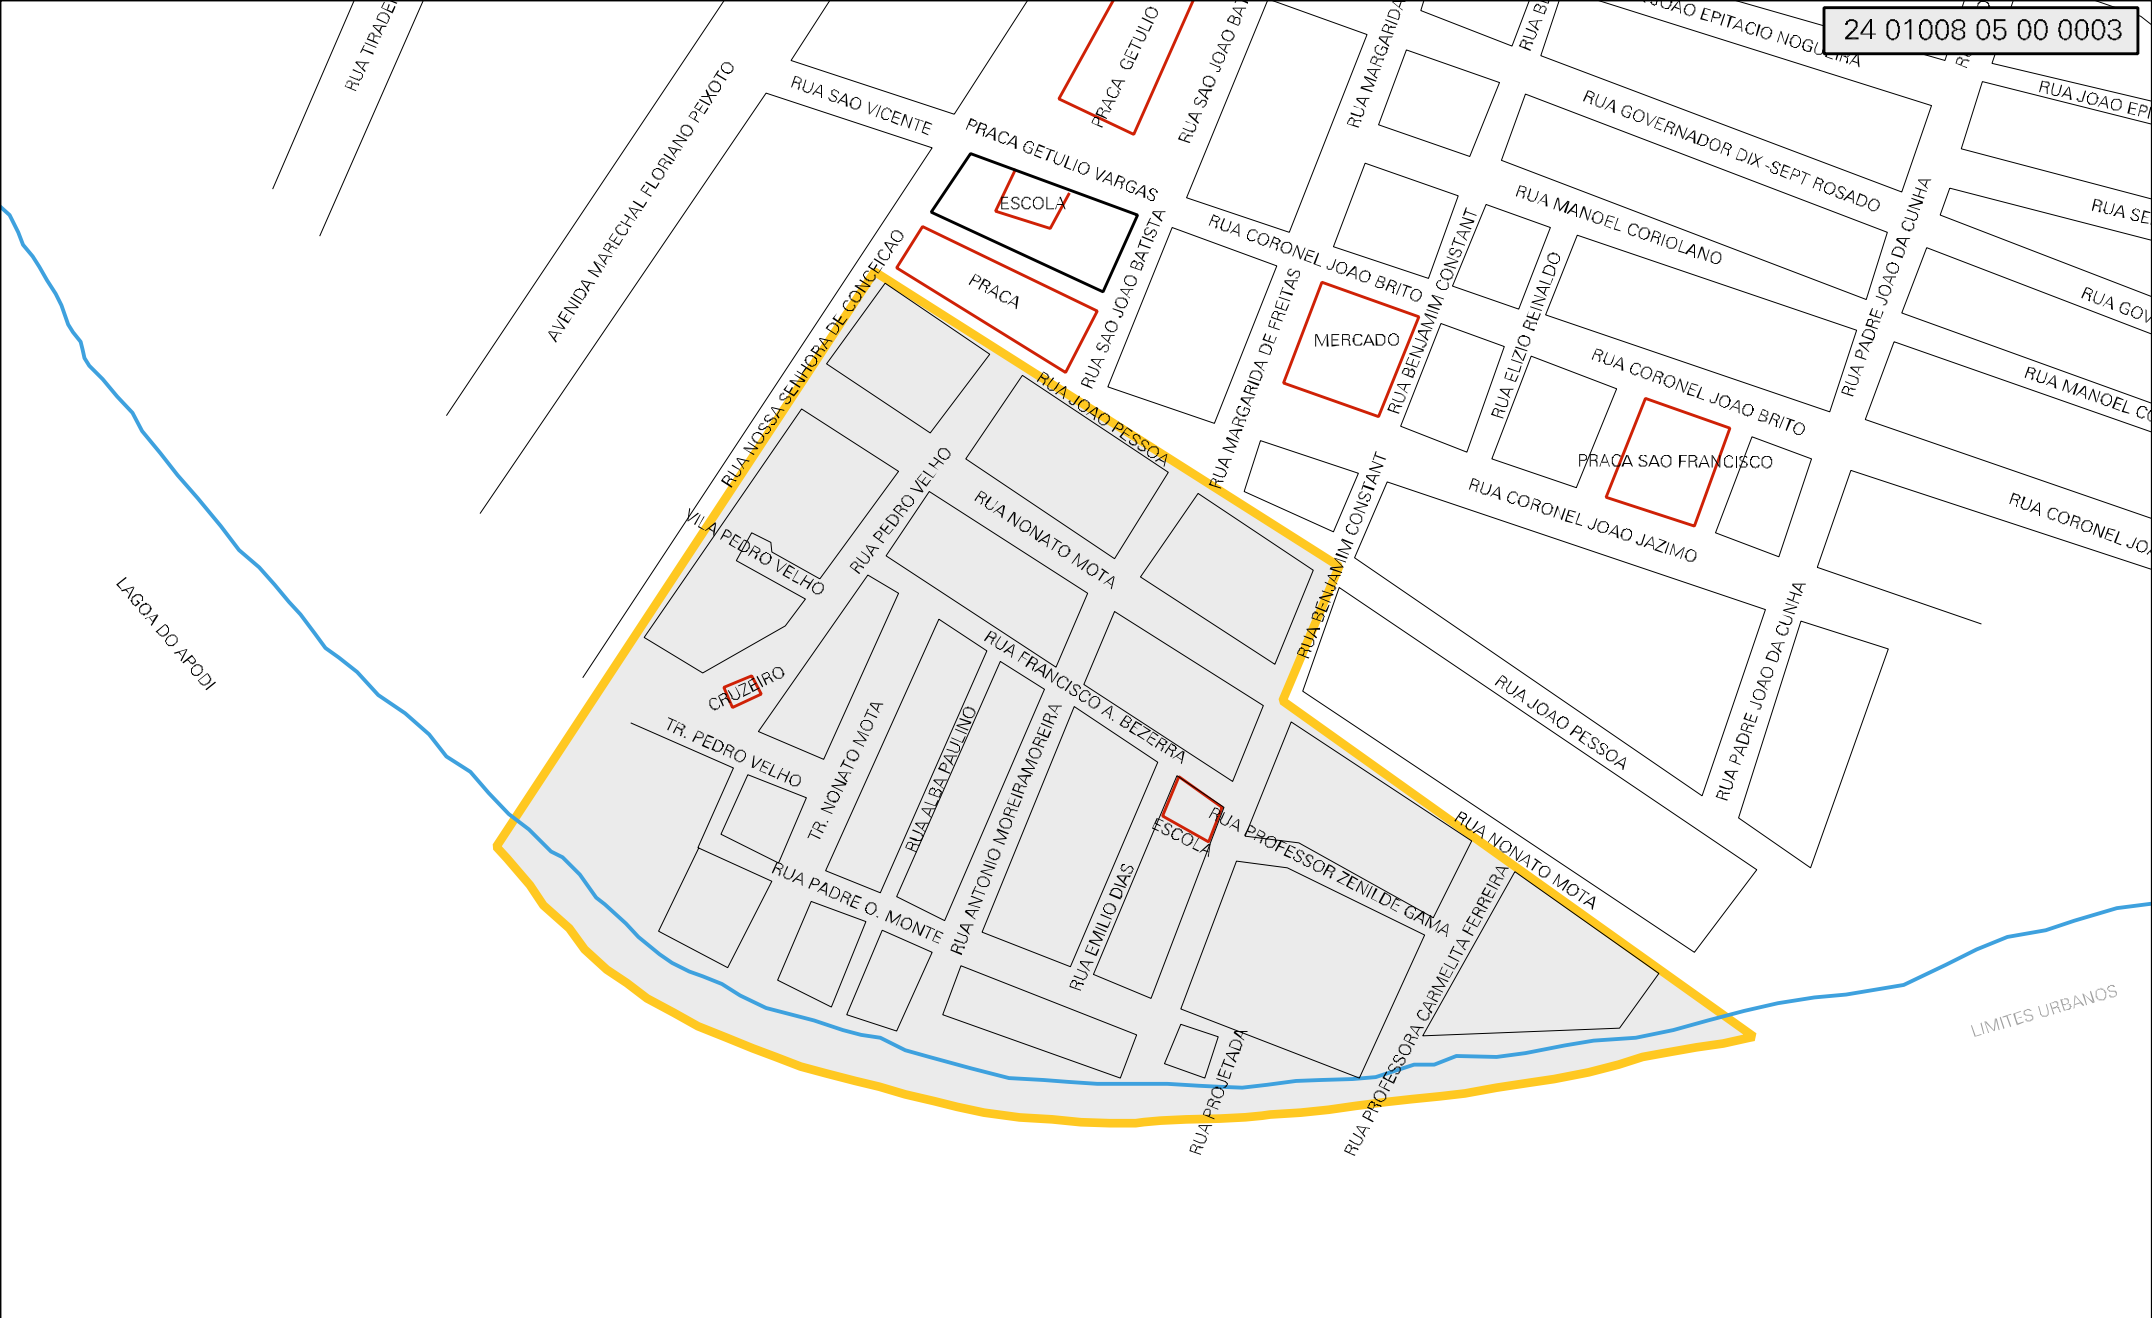 24 01008 05 00 0003
RUA TIRADE
PRACA GETULIO
RUA SAO JOAO BAT
RUA MARGARIDA
RUA BE
JOAO EPITACIO NOGUEIRA
RUA JOAO EPI
AVENIDA MARECHAL FLORIANO PEIXOTO
RUA SAO VICENTE
PRACA GETULIO VARGAS
RUA GOVERNADOR DIX -SEPT ROSADO
RUA MANOEL CORIOLANO
RUA SE
ESCOLA
RUA CORONEL JOAO BRITO
RUA PADRE JOAO DA CUNHA
RUA GOV
PRACA
RUA SAO JOAO BATISTA
RUA NOSSA SENHORA DE CONCEICAO
RUA MARGARIDA DE FREITAS
MERCADO
RUA BENJAMIM CONSTANT
RUA ELIZIO REINALDO
RUA CORONEL JOAO BRITO
RUA MANOEL CO
RUA JOAO PESSOA
PRACA SAO FRANCISCO
RUA CORONEL JOAO JAZIMO
RUA CORONEL JOA
RUA BENJAMIM CONSTANT
RUA PEDRO VELHO
RUA NONATO MOTA
VILA PEDRO VELHO
LAGOA DO APODI
RUA FRANCISCO A. BEZERRA
CRUZEIRO
RUA JOAO PESSOA
RUA PADRE JOAO DA CUNHA
TR. PEDRO VELHO
TR. NONATO MOTA
RUA ALBA PAULINO
RUA ANTONIO MOREIRAMOREIRA
ESCOLA
RUA PROFESSOR ZENILDE GAMA
RUA NONATO MOTA
RUA PADRE O. MONTE
RUA EMILIO DIAS
RUA PROFESSORA CARMELITA FERREIRA
RUA PROJETADA
LIMITES URBANOS